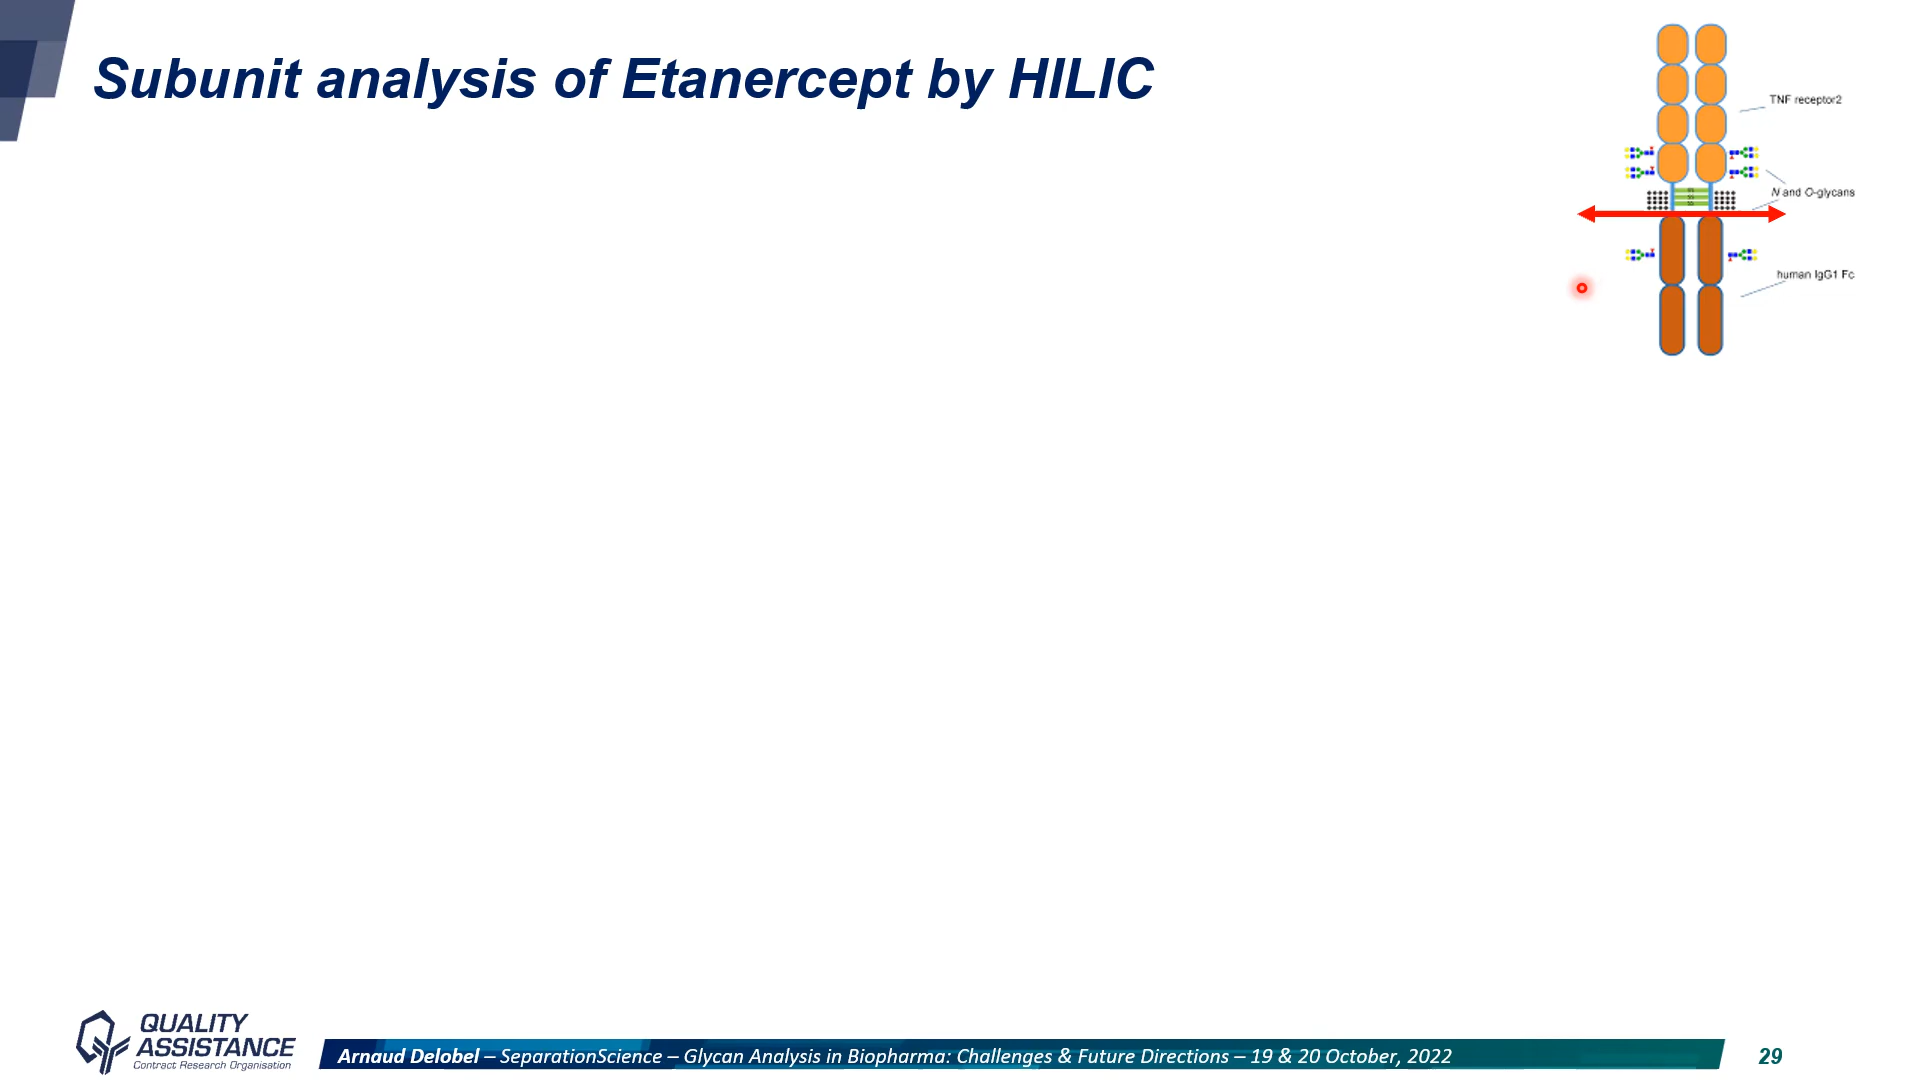 Subunit analysis of Etanercept by HILIC
TNF receptor2
N and O-glycans
human IgG1 Fc
QUALITY
ASSISTANCE
Contract Research Organisation
Arnaud Delobel – SeparationScience – Glycan Analysis in Biopharma: Challenges & Future Directions – 19 & 20 October, 2022
29